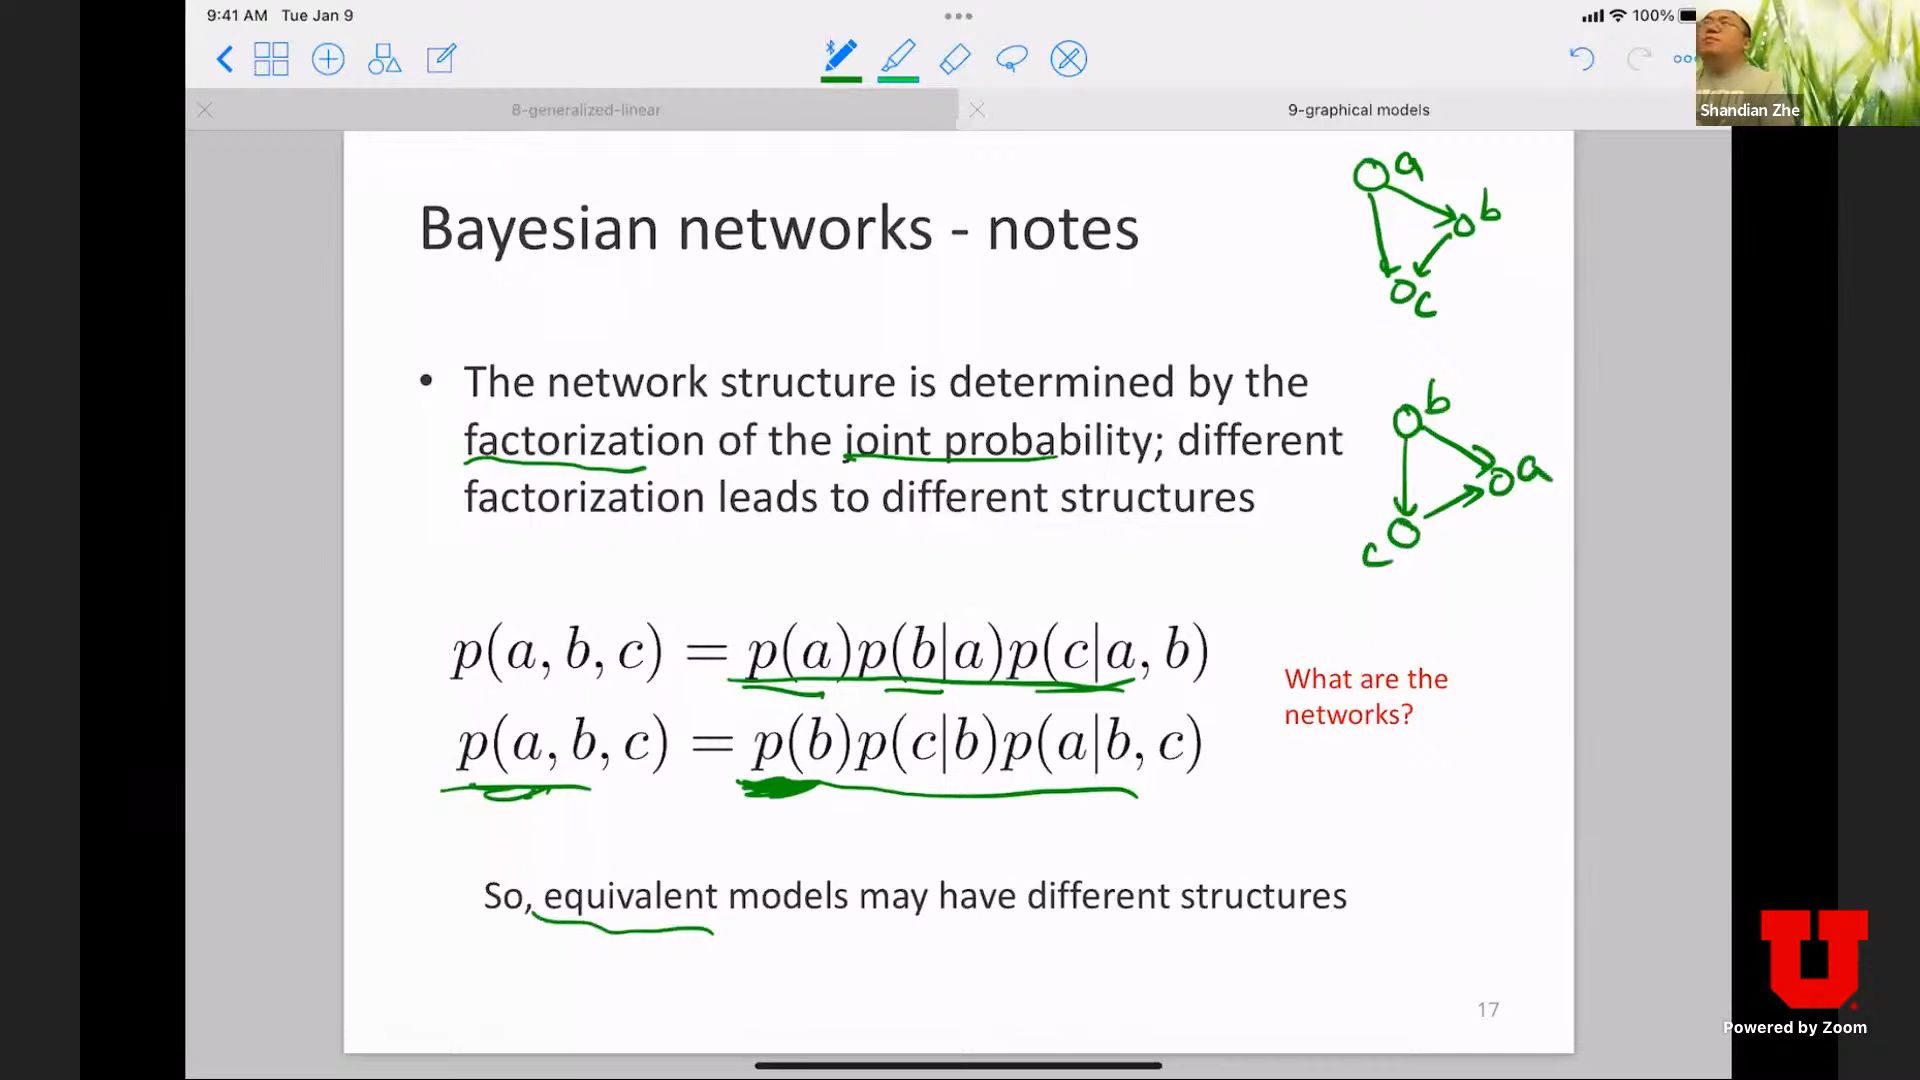 9:41 AM Tue Jan 9
100%
8-generalized-linear
9-graphical models
Shandian Zhe
Bayesian networks - notes
a
b
c
• The network structure is determined by the
factorization of the joint probability; different
factorization leads to different structures
b
a
c
p(a, b, c) = p(a)p(b|a)p(c|a, b)
p(a, b, c) = p(b)p(c|b)p(a|b, c)
What are the
networks?
So, equivalent models may have different structures
17
U
Powered by Zoom